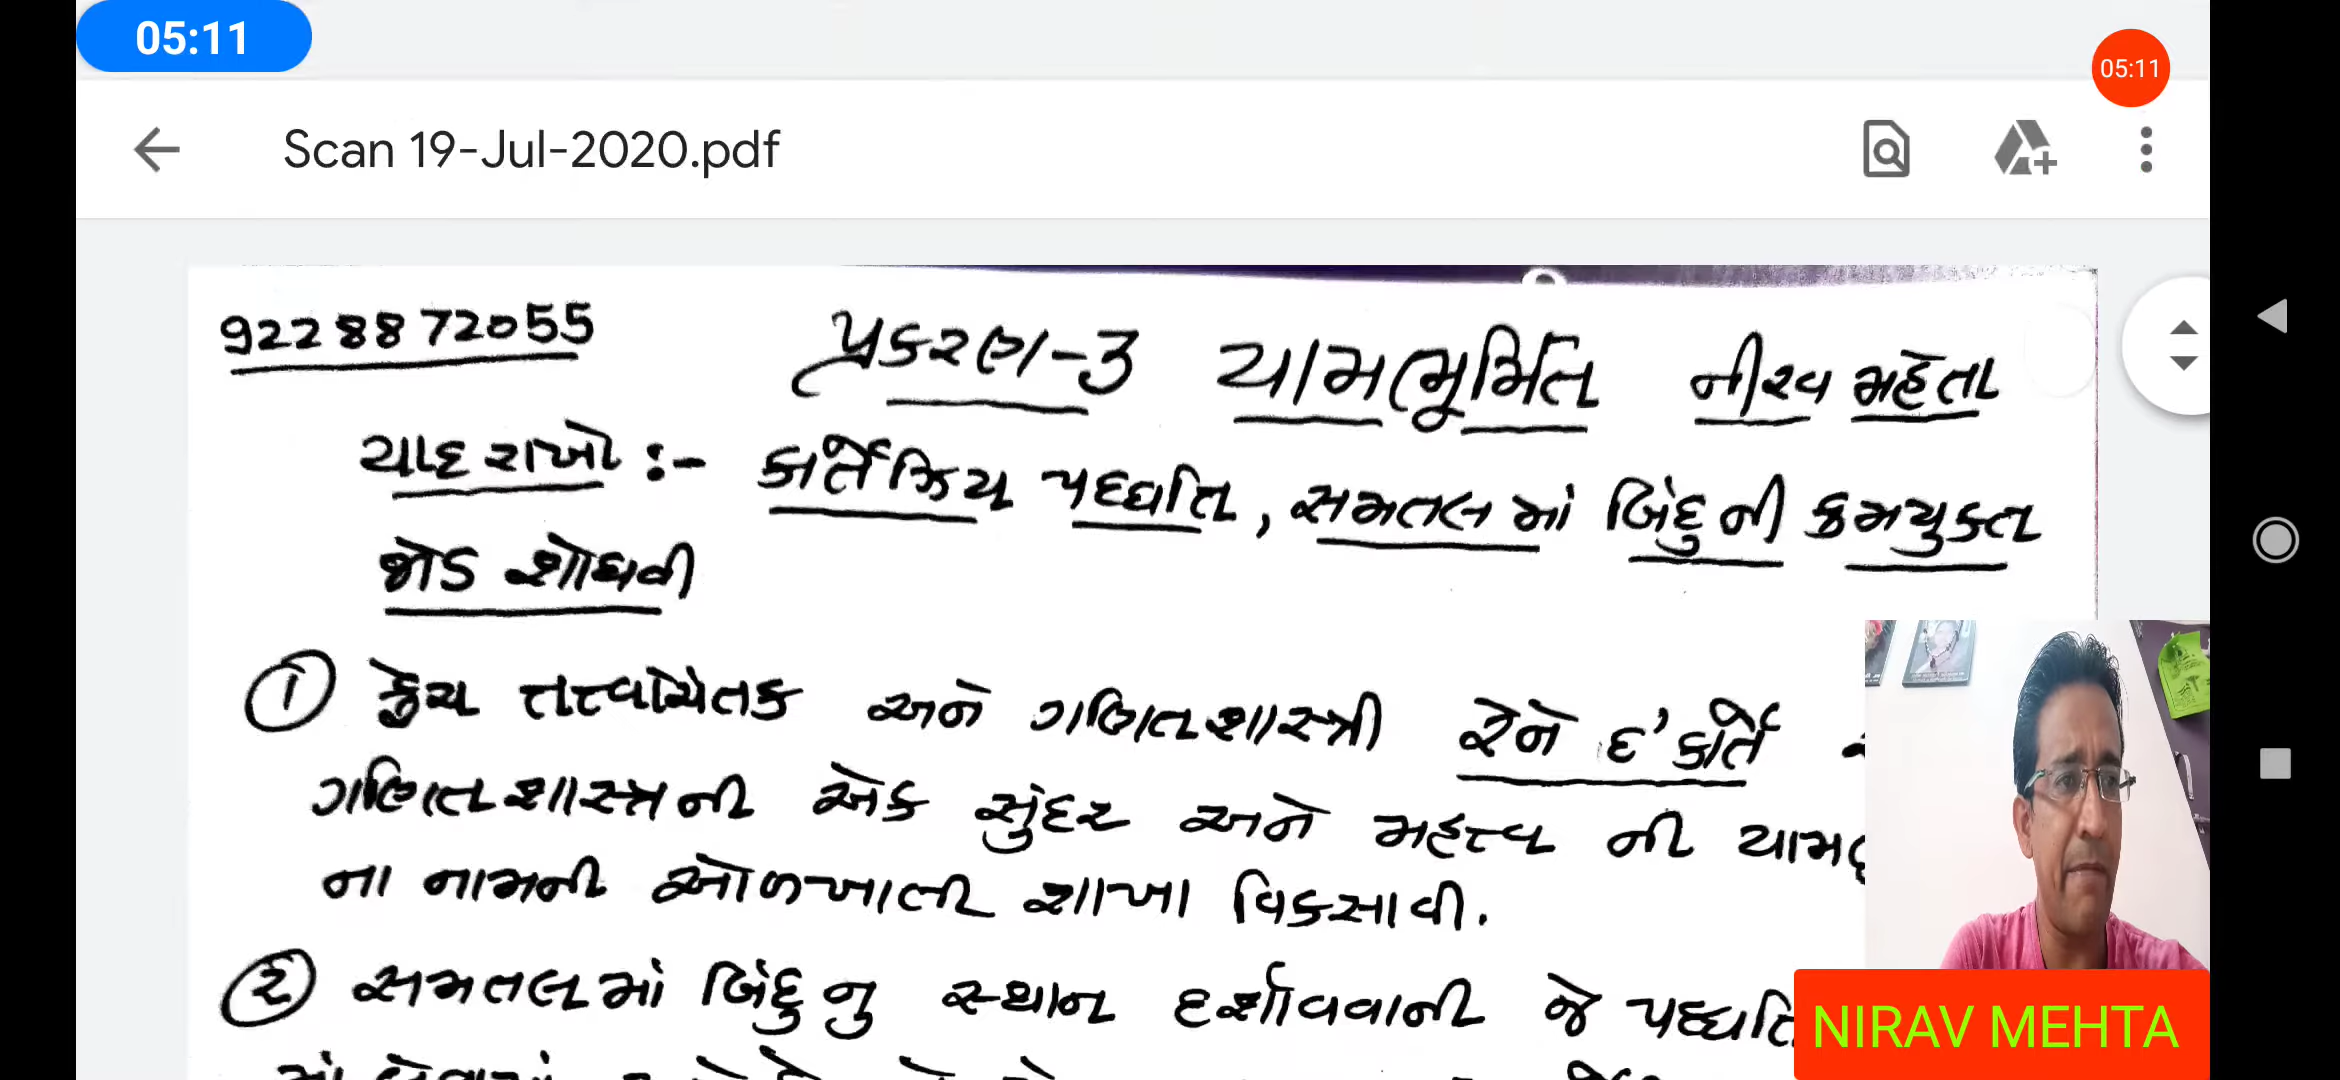 05:11
05:11
Scan 19-Jul-2020.pdf
9228872055 પ્રકરણ-૩ યામભૂમિતિ નીરવ મહેતા
યાદ રાખો :- કાર્તેઝિય પદ્ધતિ, સમતલ માં બિંદુ ની ક્રમયુક્ત
જોડ શોધવી
① ફ્રેંચ તત્ત્વચિંતક અને ગણિતશાસ્ત્રી રેને દ'કાર્તે
ગણિતશાસ્ત્રની એક સુંદર અને મહત્ત્વ ની
ના નામની ઓળખાતી શાખા વિકસાવી.
② સમતલમાં બિંદુ નુ સ્થાન દર્શાવવાની જે પદ્ધતિ
NIRAV MEHTA